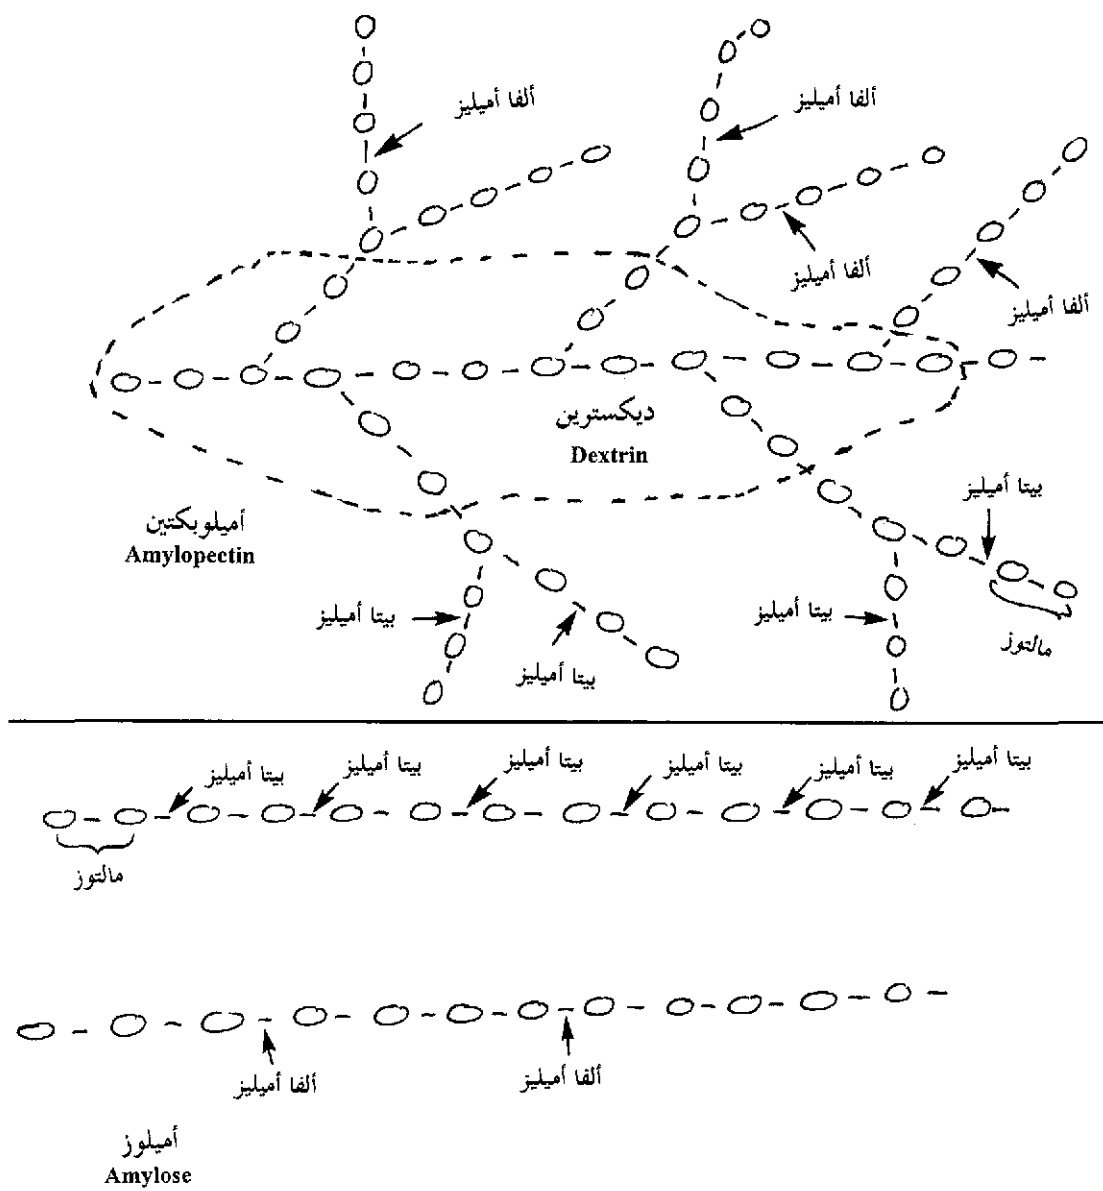 ألفا أميليز
ألفا أميليز
ألفا أميليز
ألفا أميليز
ديكسترين
Dextrin
بيتا أميليز
أميلوبكتين
Amylopectin
بيتا أميليز
بيتا أميليز
بيتا أميليز
مالتوز
بيتا أميليز
بيتا أميليز
بيتا أميليز
بيتا أميليز
بيتا أميليز
بيتا أميليز
مالتوز
ألفا أميليز
ألفا أميليز
أميلوز
Amylose